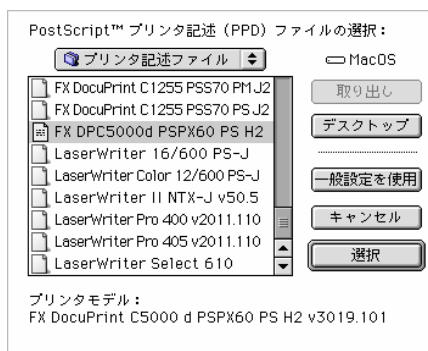 PostScript™ プリンタ記述（PPD）ファイルの選択：
プリンタ記述ファイル
MacOS
FX DocuPrint C1255 PSS70 PM J2
FX DocuPrint C1255 PSS70 PS J2
FX DPC5000d PSPX60 PS H2
LaserWriter 16/600 PS-J
LaserWriter Color 12/600 PS-J
LaserWriter II NTX-J v50.5
LaserWriter Pro 400 v2011.110
LaserWriter Pro 405 v2011.110
LaserWriter Select 610
取り出し
デスクトップ
一般設定を使用
キャンセル
選択
プリンタモデル：
FX DocuPrint C5000 d PSPX60 PS H2 v3019.101